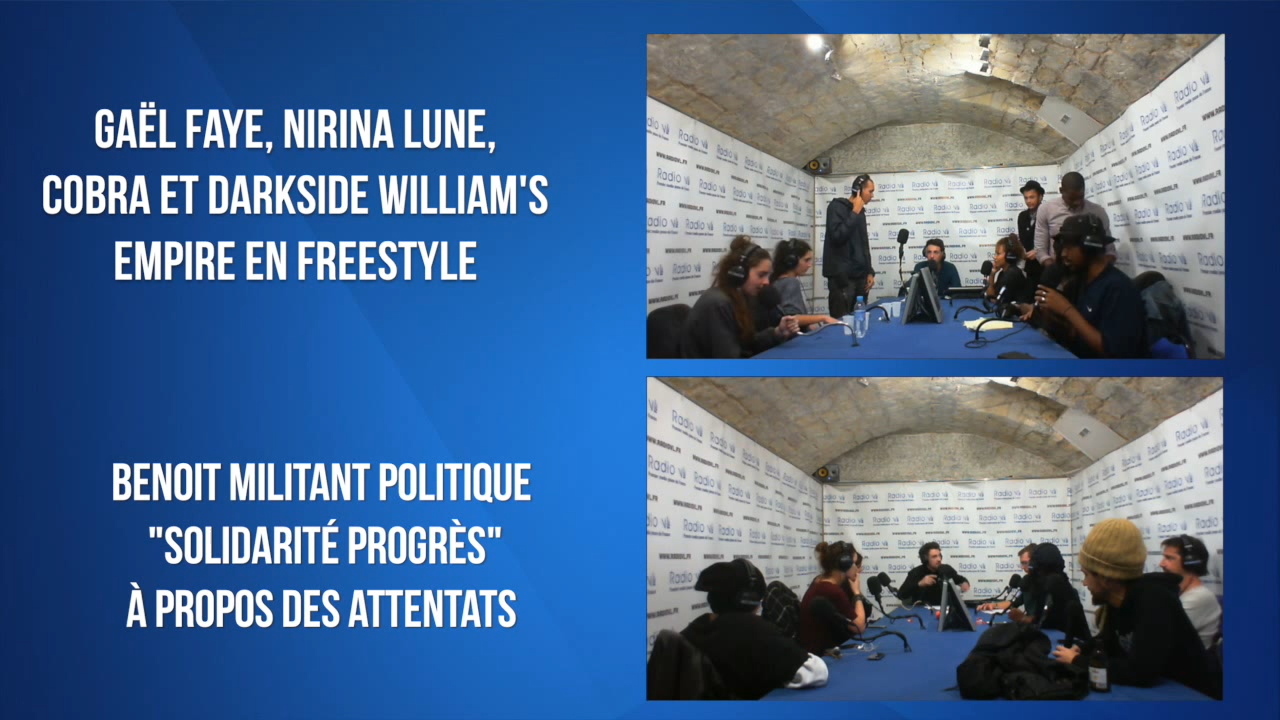 GAËL FAYE, NIRINA LUNE,
COBRA ET DARKSIDE WILLIAM'S
EMPIRE EN FREESTYLE
BENOIT MILITANT POLITIQUE
"SOLIDARITÉ PROGRÈS"
À PROPOS DES ATTENTATS
Radio